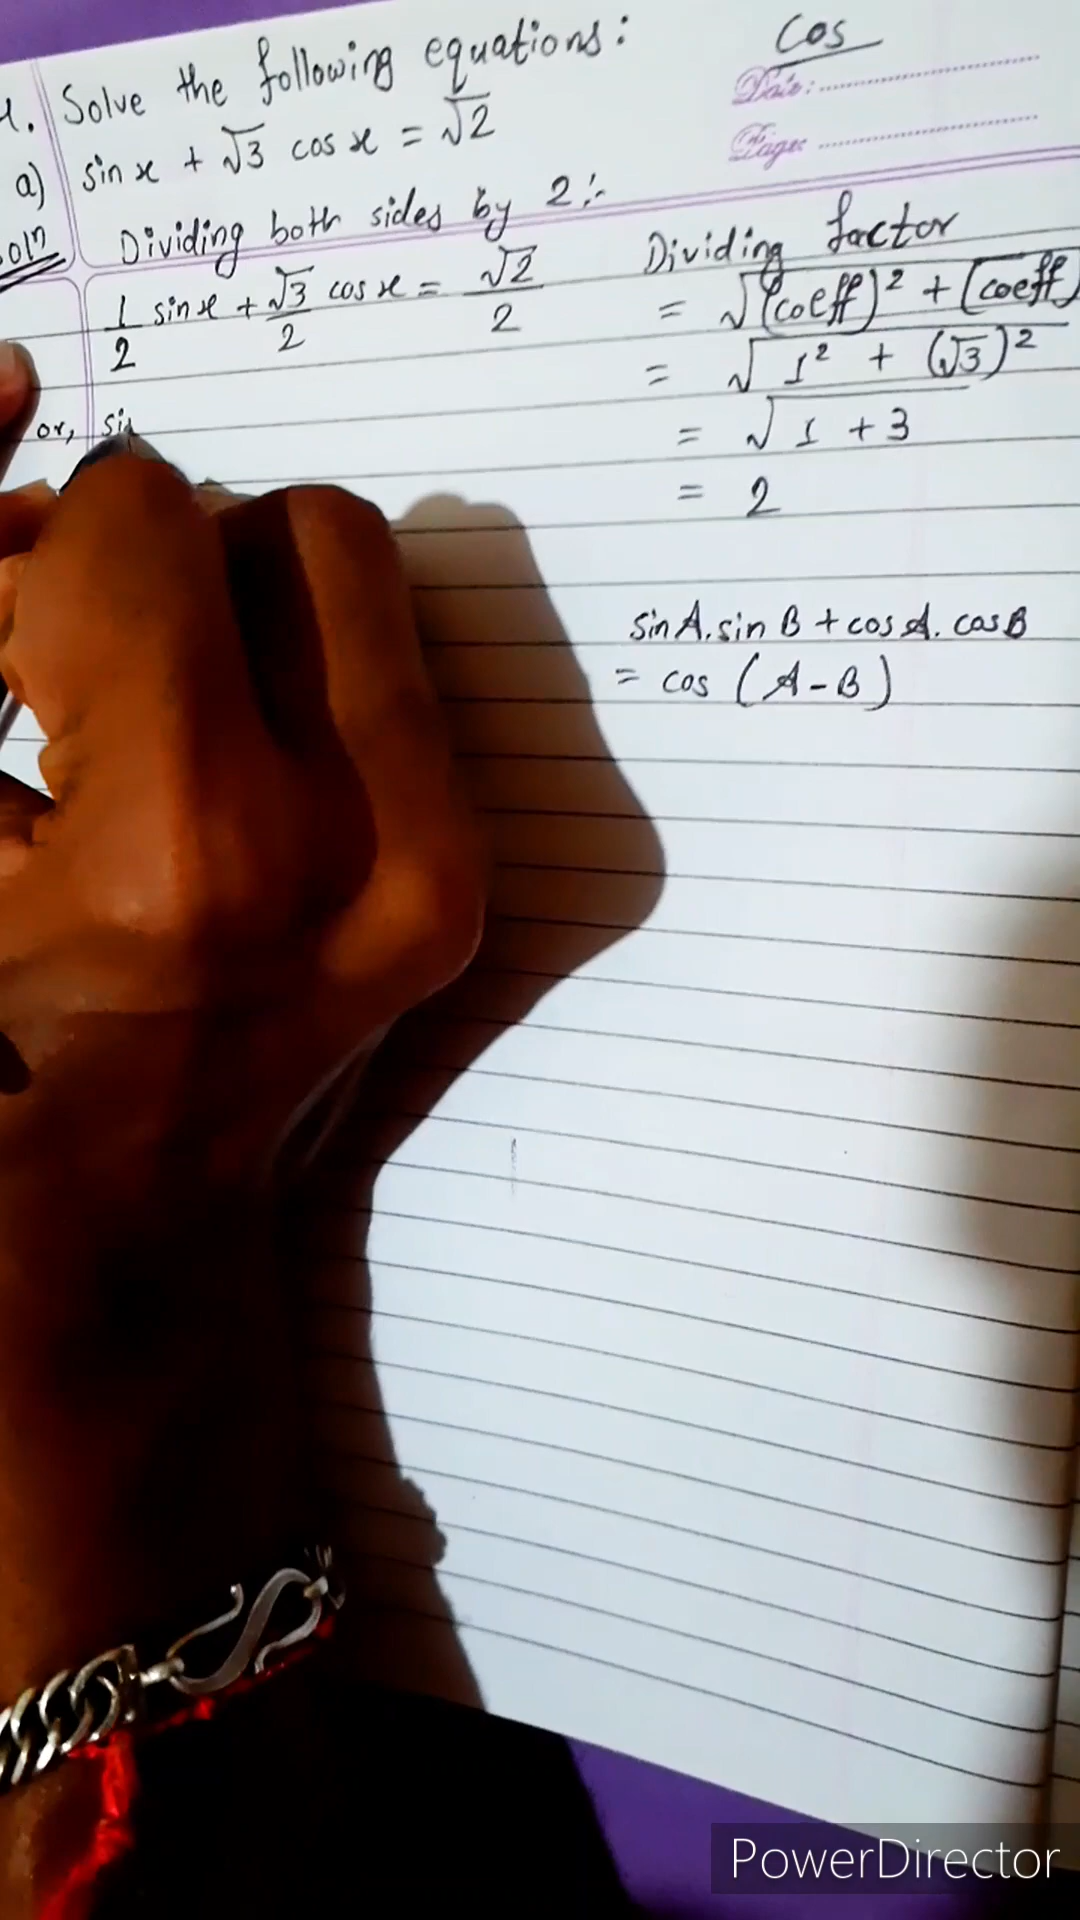 4. Solve the following equations:
cos
Date:
Page:
a) sin x + √3 cos x = √2
Soln
Dividing both sides by 2:-
1/2 sin x + √3/2 cos x = √2/2
or, sin
Dividing factor
= √(coeff)² + (coeff)
= √1² + (√3)²
= √1 + 3
= 2
sin A. sin B + cos A. cos B
= cos (A - B)
PowerDirector